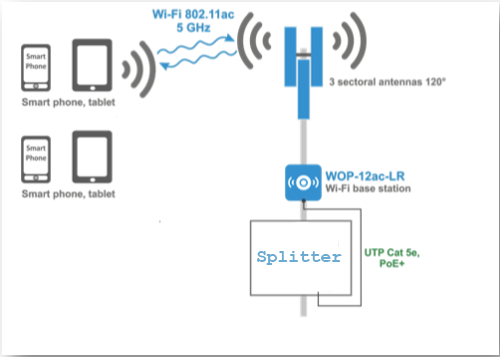 Wi-Fi 802.11ac
5 GHz
Smart
Phone
Smart phone, tablet
3 sectoral antennas 120°
Smart
Phone
Smart phone, tablet
WOP-12ac-LR
Wi-Fi base station
Splitter
UTP Cat 5e,
PoE+